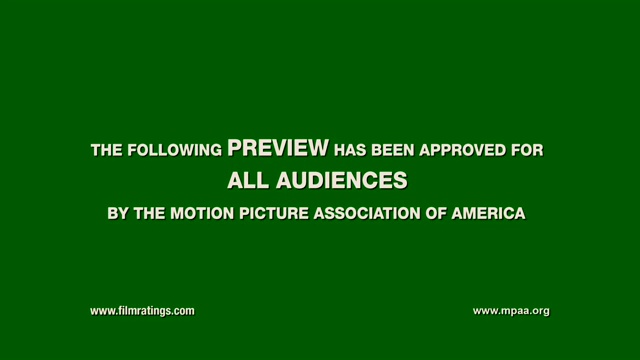 THE FOLLOWING PREVIEW HAS BEEN APPROVED FOR
ALL AUDIENCES
BY THE MOTION PICTURE ASSOCIATION OF AMERICA
www.filmratings.com
www.mpaa.org